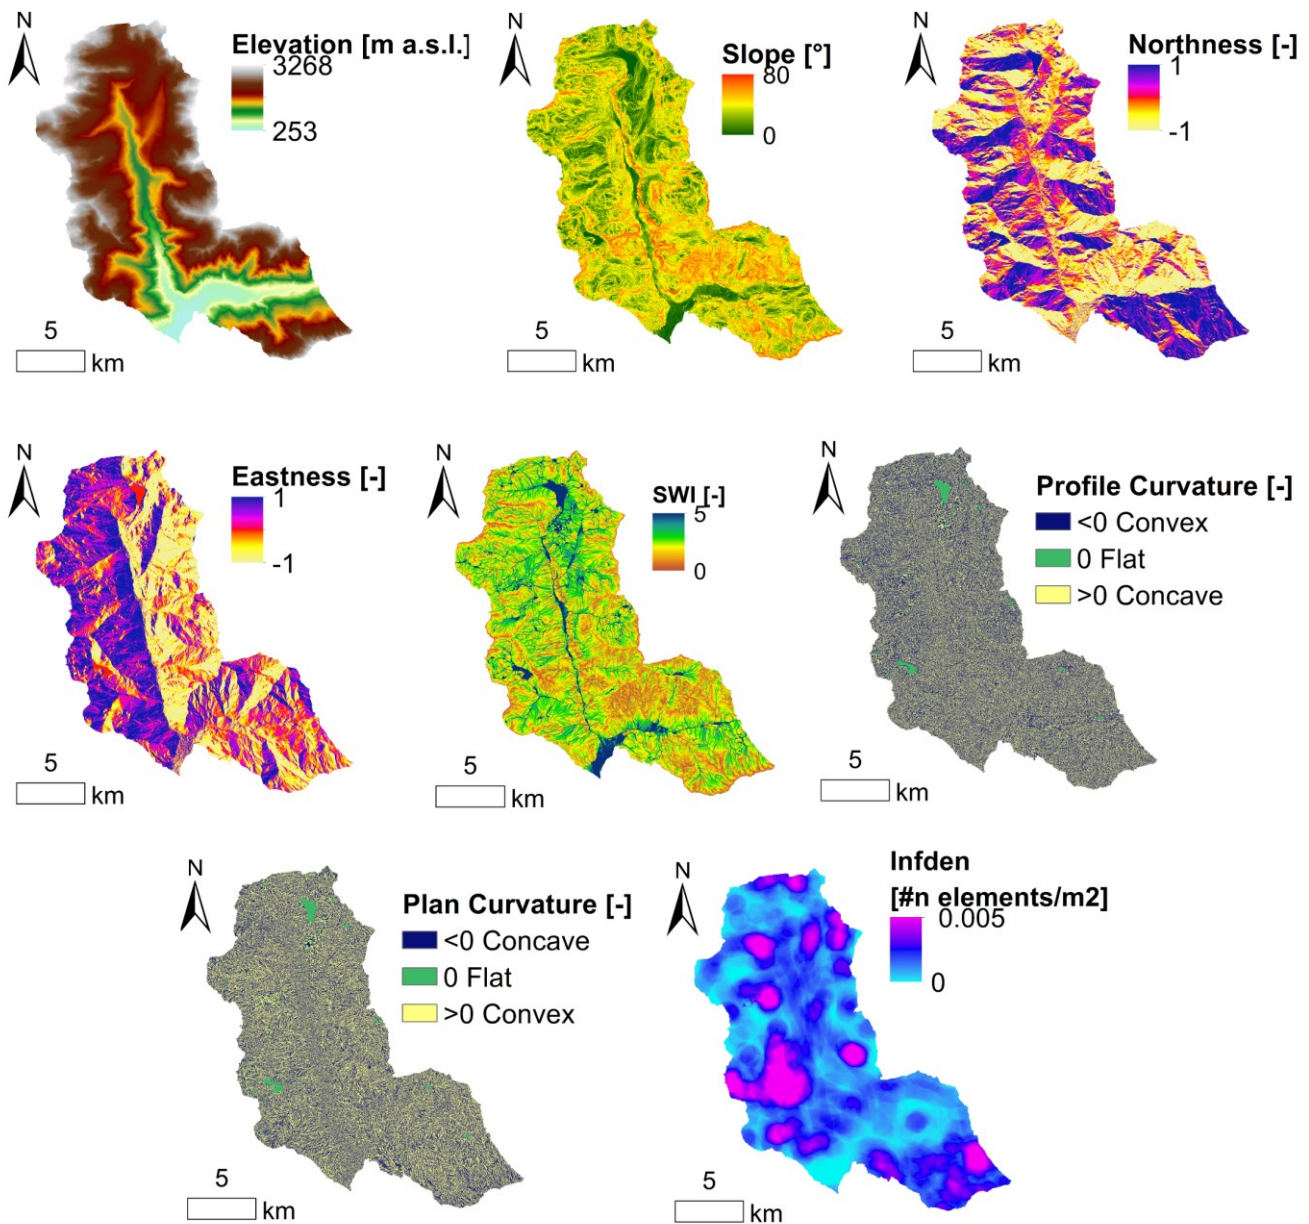 N
Elevation [m a.s.l.]
3268
253
5
km
N
Slope [°]
80
0
5
km
N
Northness [-]
1
-1
5
km
N
Eastness [-]
1
-1
5
km
N
SWI [-]
5
0
5
km
N
Profile Curvature [-]
<0 Convex
0 Flat
>0 Concave
5
km
N
Plan Curvature [-]
<0 Concave
0 Flat
>0 Convex
5
km
N
Infden
[#n elements/m2]
0.005
0
5
km